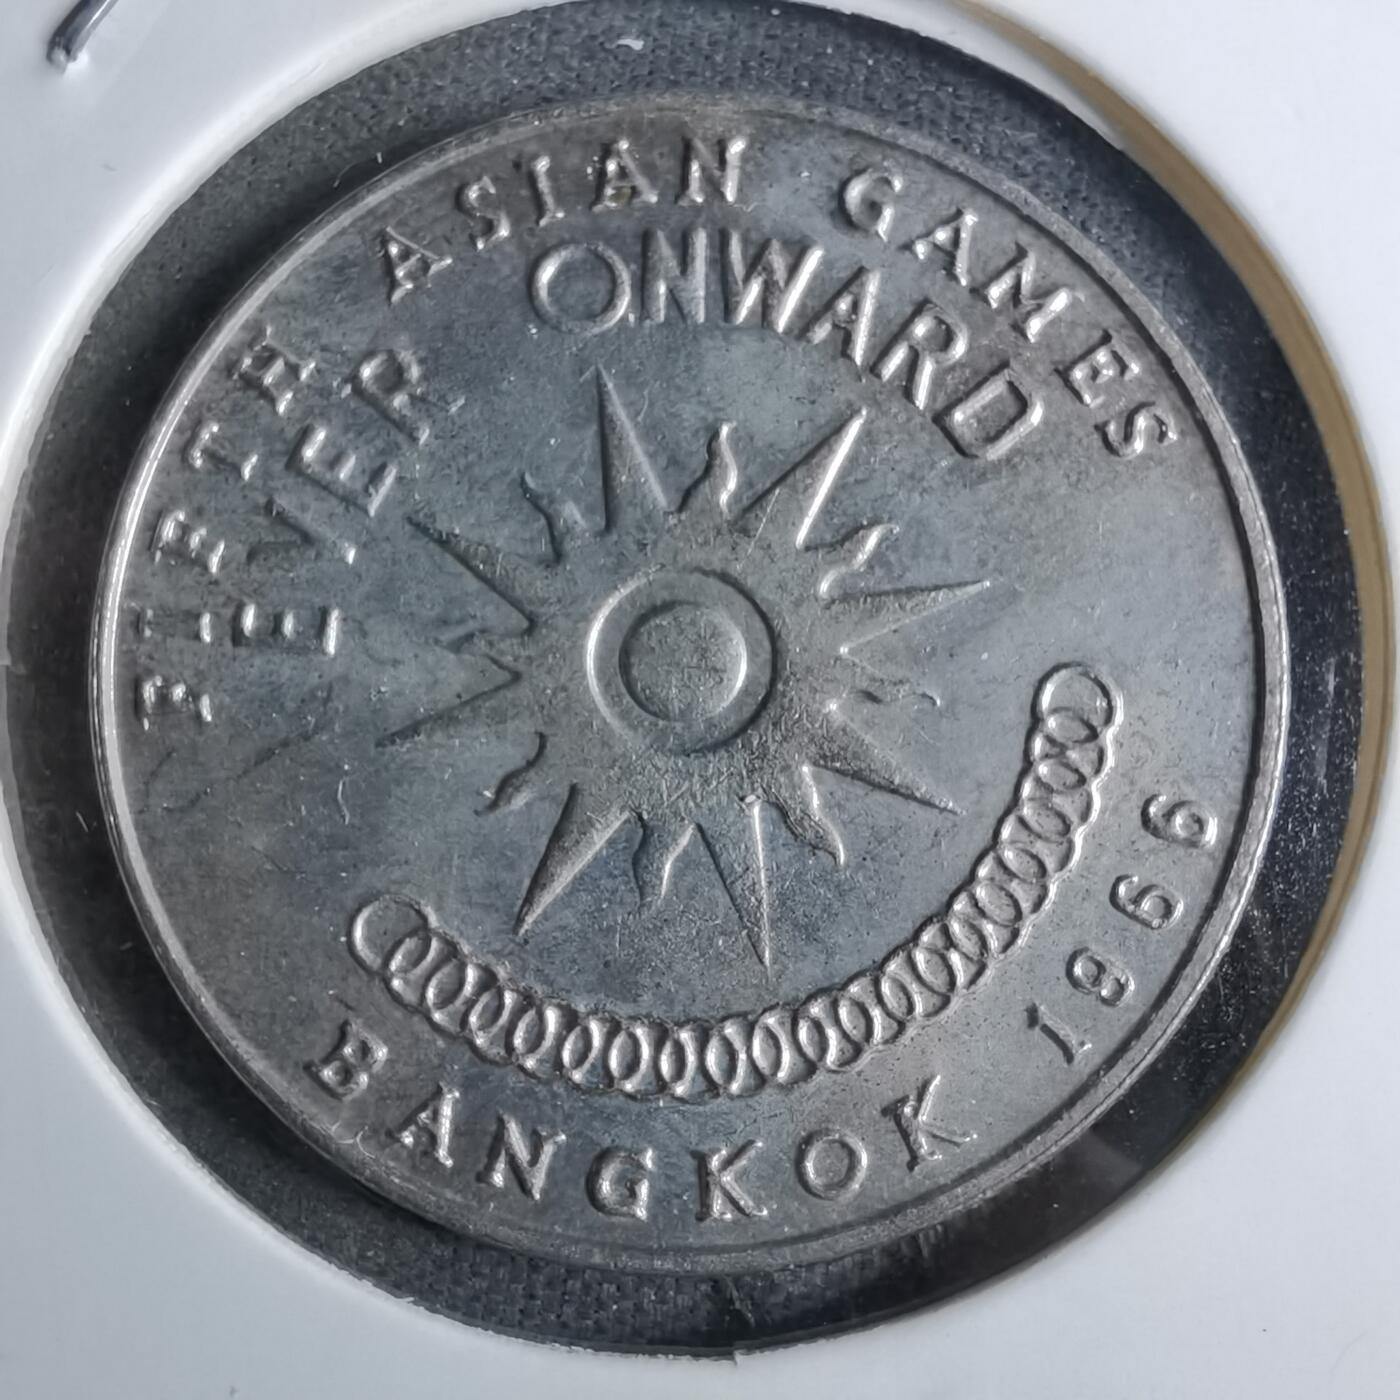 FIFTH ASIAN GAMES
EVER ONWARD
BANGKOK 1966